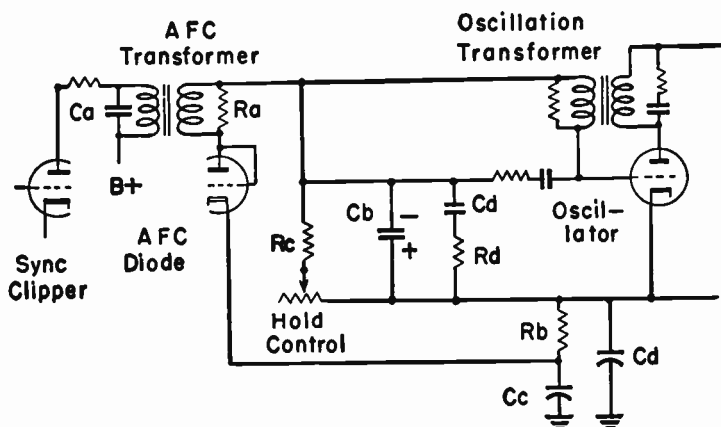 AFC
Transformer
Oscillation
Transformer
Ca
Ra
B+
AFC
Diode
Sync
Clipper
Cb
−
+
Cd
Rd
Rc
Hold
Control
Oscil-
lator
Rb
Cc
Cd